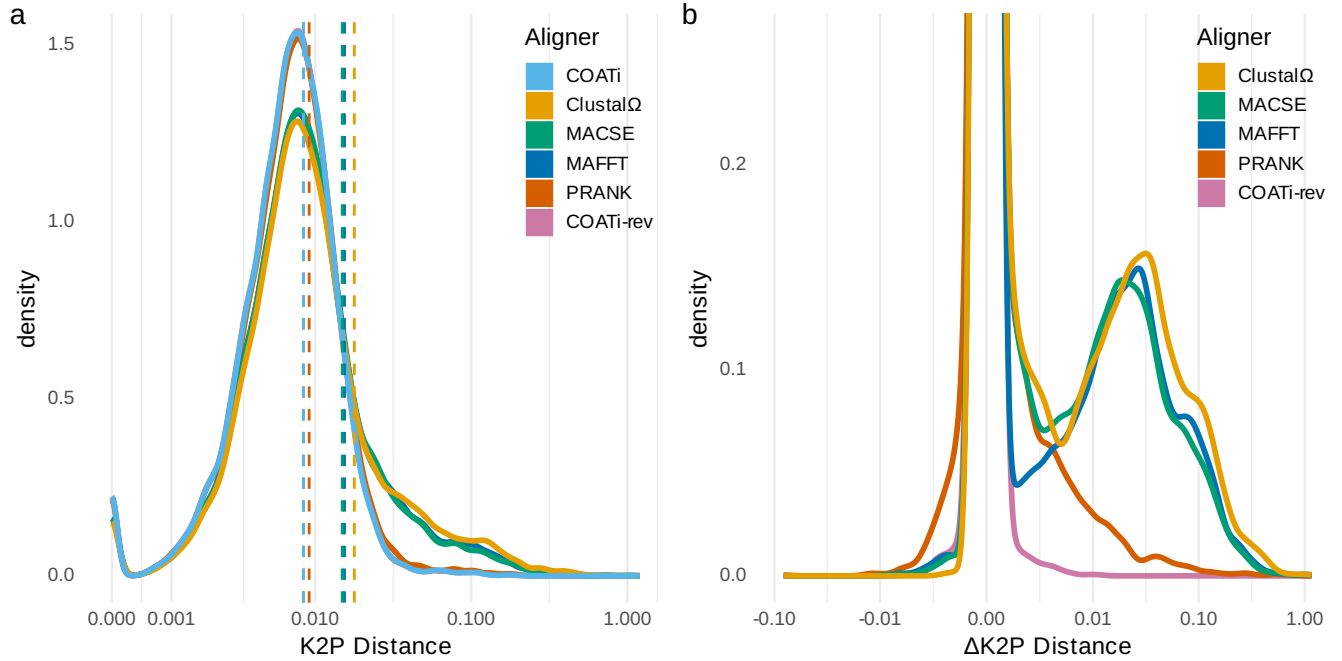 a
1.5
1.0
0.5
0.0
density
0.000
0.001
0.010
0.100
1.000
K2P Distance
Aligner
COATi
ClustalΩ
MACSE
MAFFT
PRANK
COATi-rev
b
0.2
0.1
0.0
density
-0.10
-0.01
0.00
0.01
0.10
1.00
ΔK2P Distance
Aligner
ClustalΩ
MACSE
MAFFT
PRANK
COATi-rev